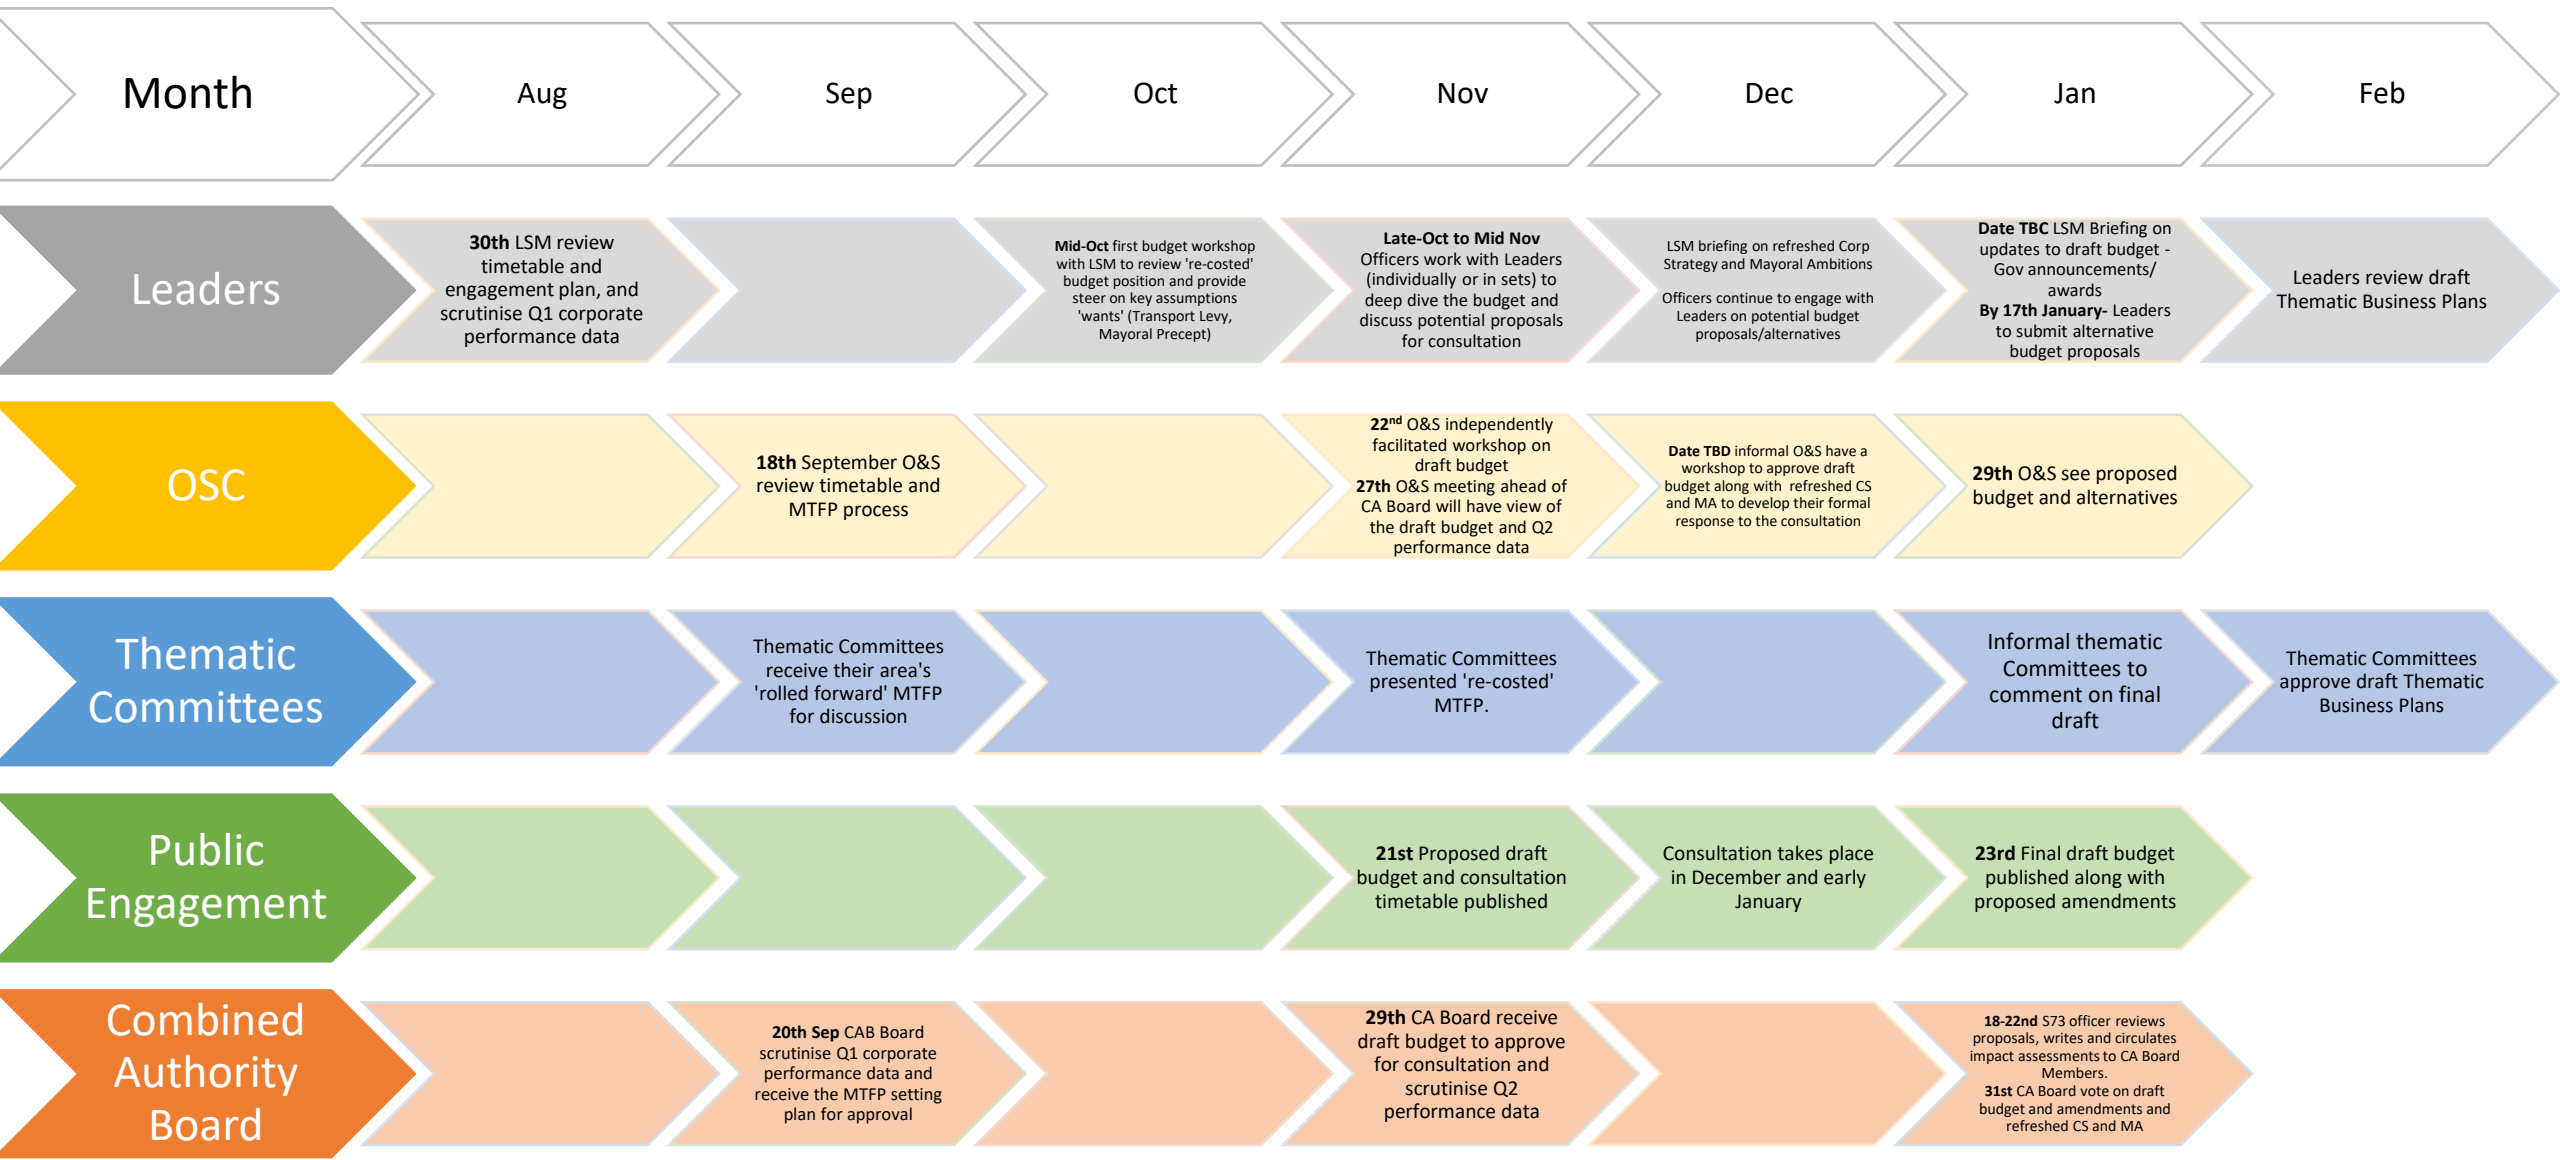 Month
Aug
Sep
Oct
Nov
Dec
Jan
Feb
Leaders
30th LSM review
timetable and
engagement plan, and
scrutinise Q1 corporate
performance data
Mid-Oct first budget workshop
with LSM to review 're-costed'
budget position and provide
steer on key assumptions
'wants' (Transport Levy,
Mayoral Precept)
Late-Oct to Mid Nov
Officers work with Leaders
(individually or in sets) to
deep dive the budget and
discuss potential proposals
for consultation
LSM briefing on refreshed Corp
Strategy and Mayoral Ambitions
Officers continue to engage with
Leaders on potential budget
proposals/alternatives
Date TBC LSM Briefing on
updates to draft budget -
Gov announcements/
awards
By 17th January- Leaders
to submit alternative
budget proposals
Leaders review draft
Thematic Business Plans
OSC
18th September O&S
review timetable and
MTFP process
22nd O&S independently
facilitated workshop on
draft budget
27th O&S meeting ahead of
CA Board will have view of
the draft budget and Q2
performance data
Date TBD informal O&S have a
workshop to approve draft
budget along with refreshed CS
and MA to develop their formal
response to the consultation
29th O&S see proposed
budget and alternatives
Thematic
Committees
Thematic Committees
receive their area's
'rolled forward' MTFP
for discussion
Thematic Committees
presented 're-costed'
MTFP.
Informal thematic
Committees to
comment on final
draft
Thematic Committees
approve draft Thematic
Business Plans
Public
Engagement
21st Proposed draft
budget and consultation
timetable published
Consultation takes place
in December and early
January
23rd Final draft budget
published along with
proposed amendments
Combined
Authority
Board
20th Sep CAB Board
scrutinise Q1 corporate
performance data and
receive the MTFP setting
plan for approval
29th CA Board receive
draft budget to approve
for consultation and
scrutinise Q2
performance data
18-22nd S73 officer reviews
proposals, writes and circulates
impact assessments to CA Board
Members.
31st CA Board vote on draft
budget and amendments and
refreshed CS and MA